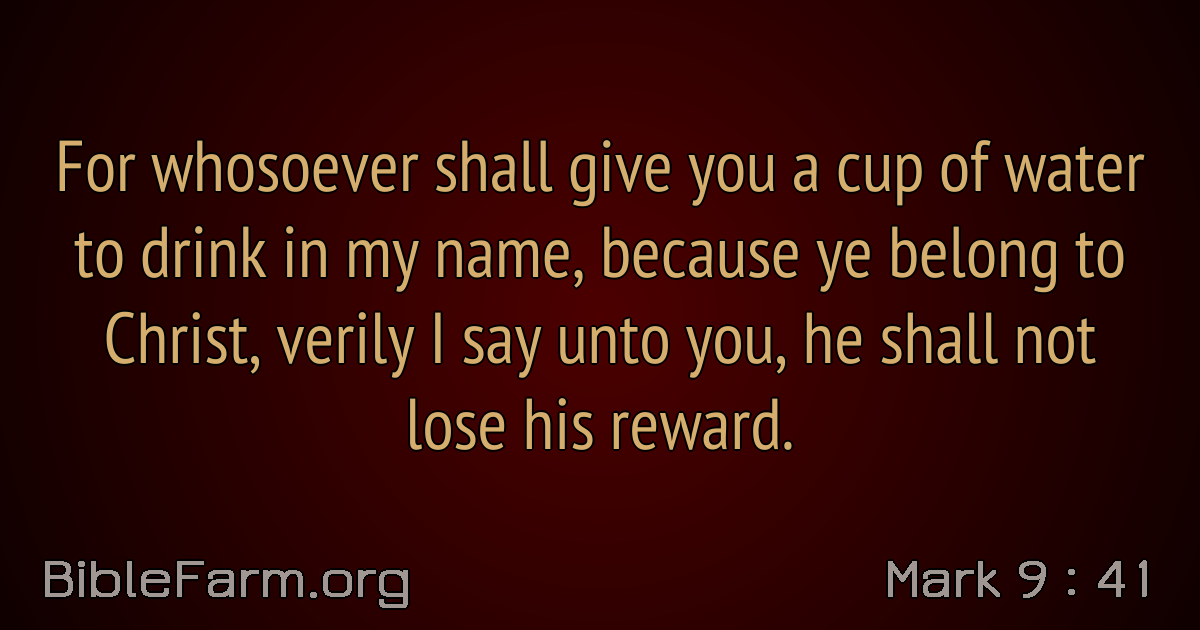 For whosoever shall give you a cup of water
to drink in my name, because ye belong to
Christ, verily I say unto you, he shall not
lose his reward.
BibleFarm.org
Mark 9 : 41